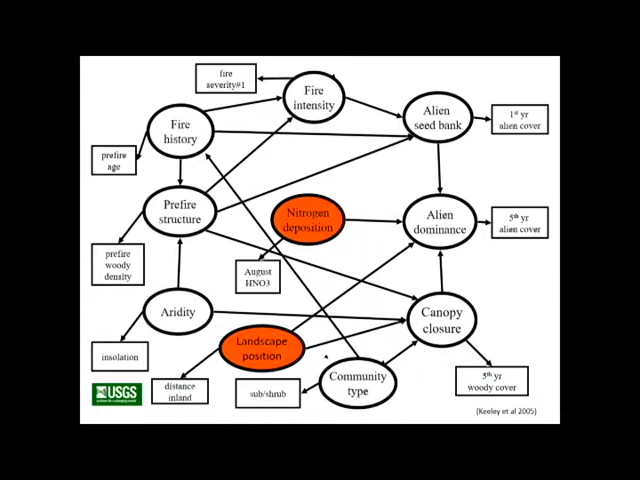 fire
severity#1
Fire
intensity
Alien
seed bank
1st yr
alien cover
Fire
history
prefire
age
Prefire
structure
Nitrogen
deposition
Alien
dominance
5th yr
alien cover
prefire
woody
density
August
HNO3
Aridity
Canopy
closure
insolation
Landscape
position
Community
type
distance
inland
sub/shrub
5th yr
woody cover
USGS
(Keeley et al 2005)